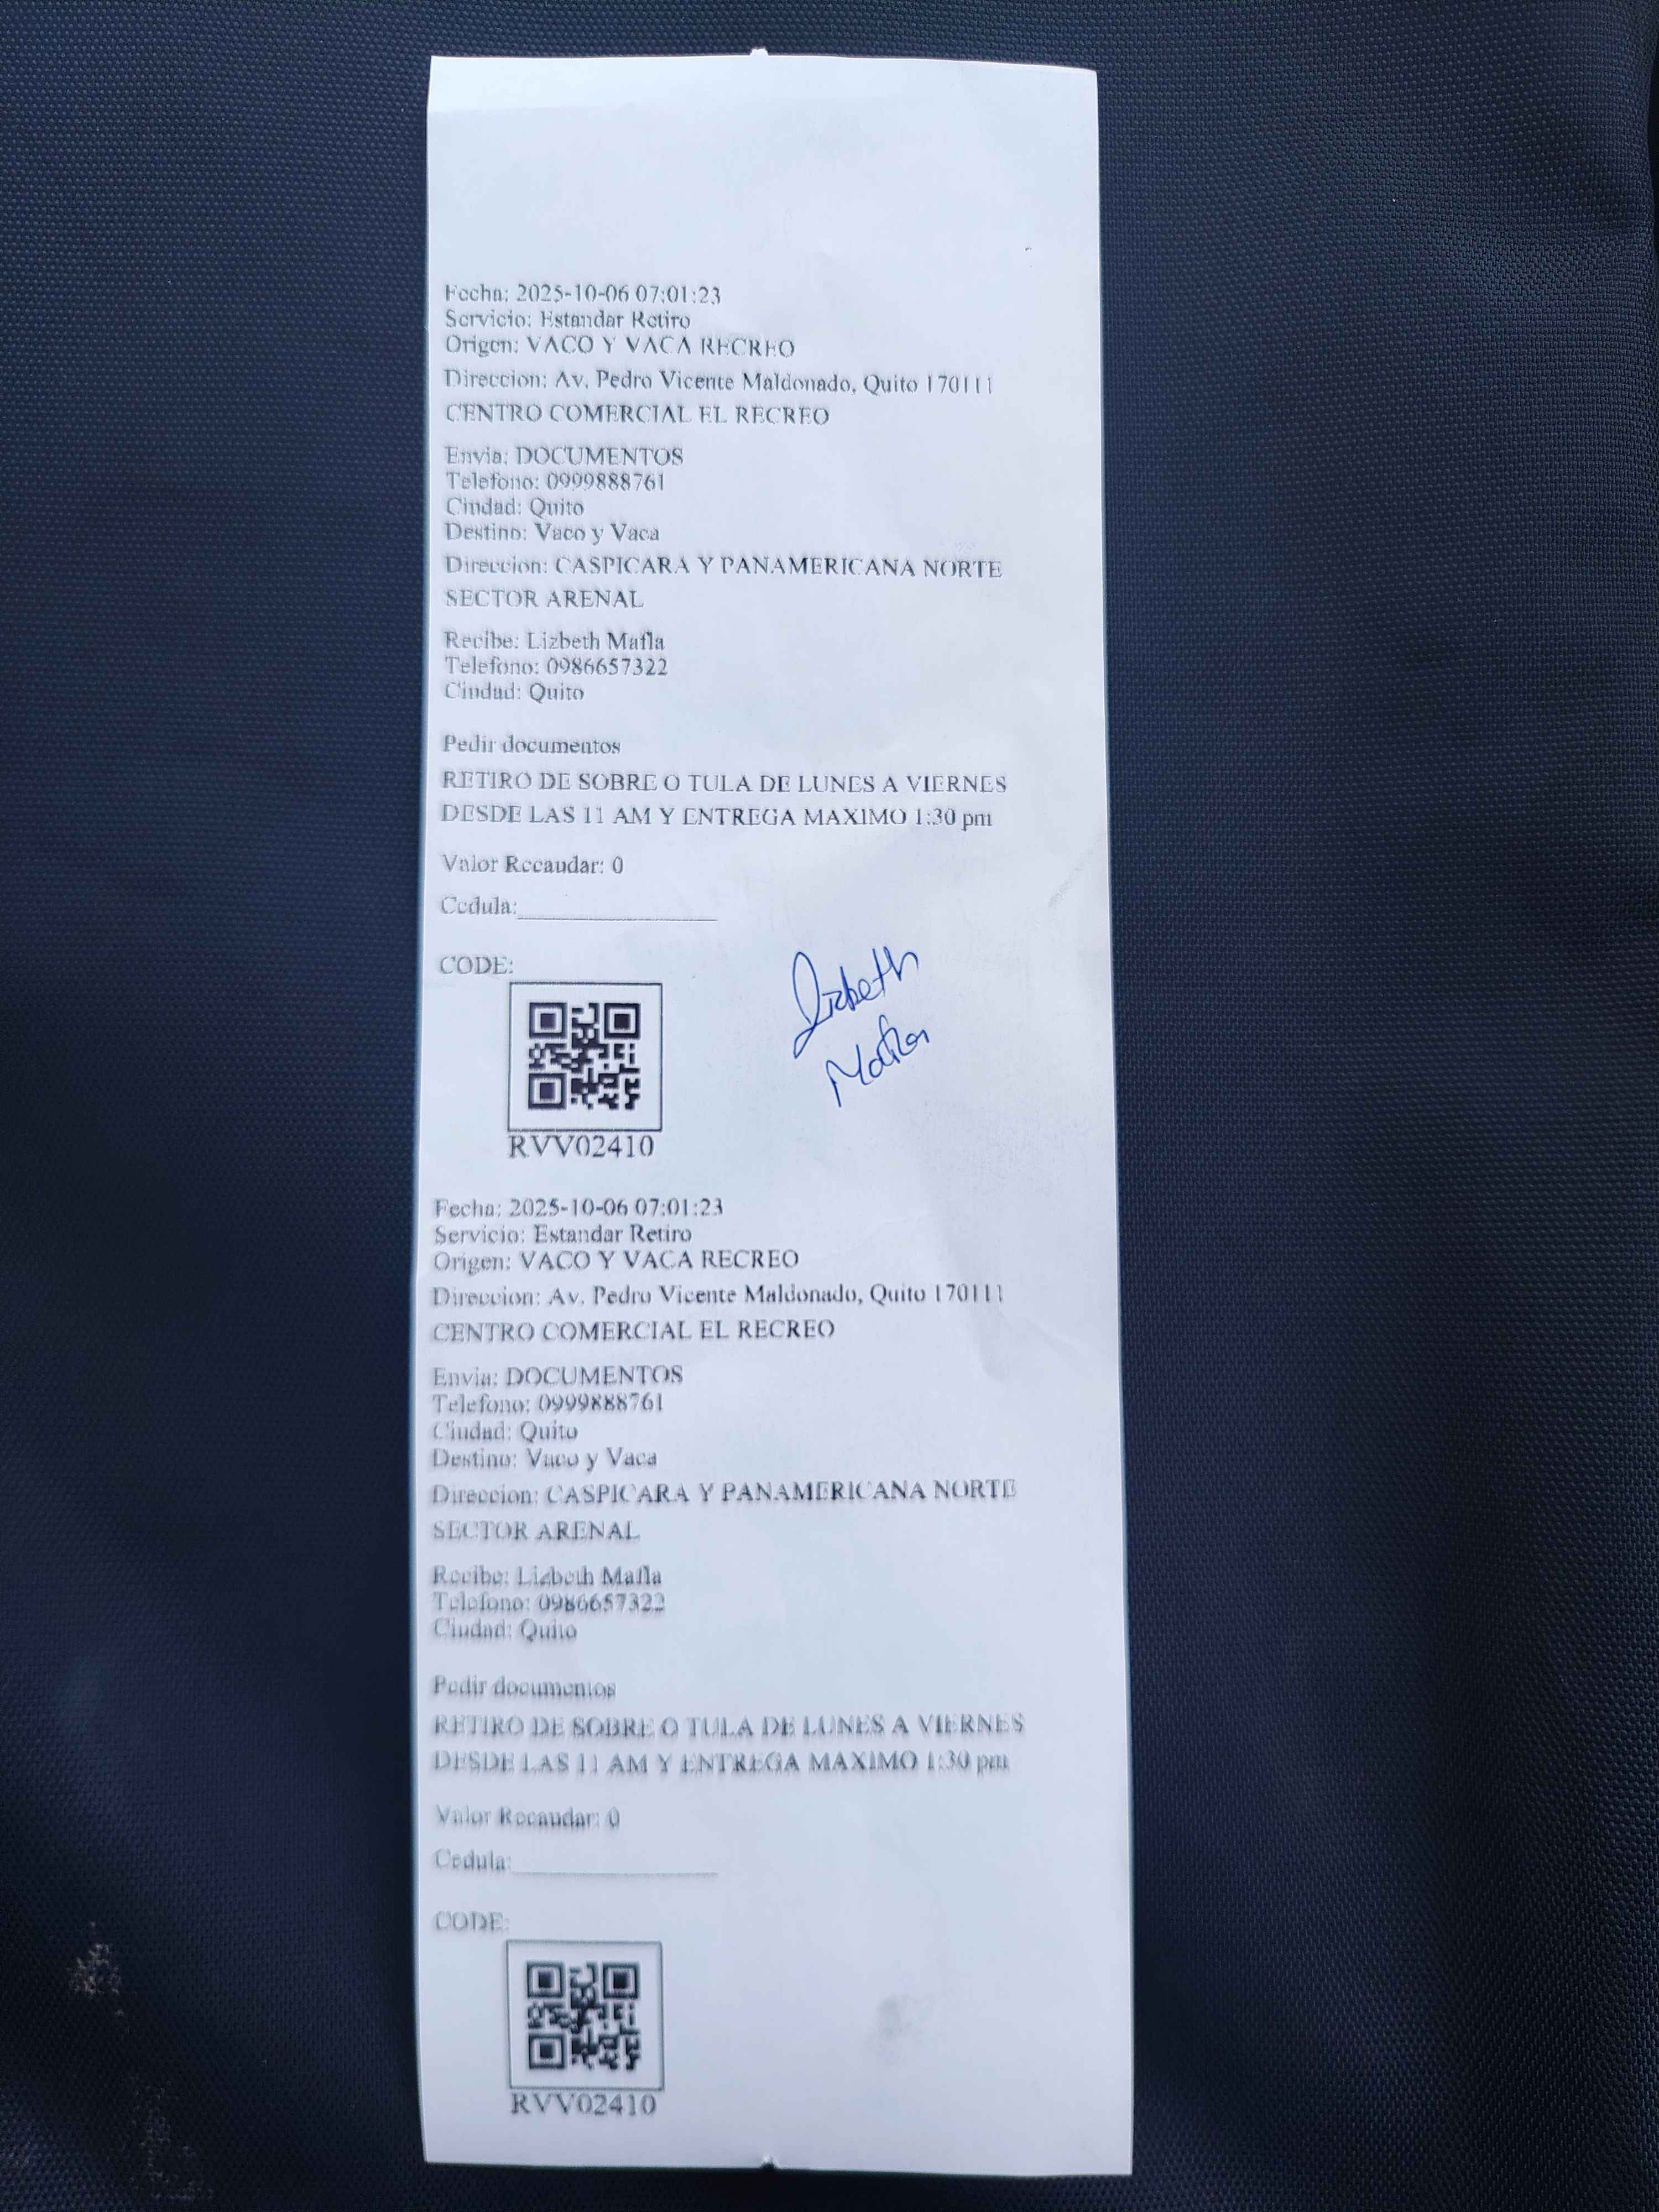 Fecha: 2025-10-06 07:01:23
Servicio: Estandar Retiro
Origen: VACO Y VACA RECREO
Direccion: Av. Pedro Vicente Maldonado, Quito 170111
CENTRO COMERCIAL EL RECREO
Envia: DOCUMENTOS
Telefono: 0999888761
Ciudad: Quito
Destino: Vaco y Vaca
Direccion: CASPICARA Y PANAMERICANA NORTE
SECTOR ARENAL
Recibe: Lizbeth Mafla
Telefono: 0986657322
Ciudad: Quito
Pedir documentos
RETIRO DE SOBRE O TULA DE LUNES A VIERNES
DESDE LAS 11 AM Y ENTREGA MAXIMO 1:30 pm
Valor Recaudar: 0
Cedula:
CODE:
Lizbeth
Mafla
RVV02410
Fecha: 2025-10-06 07:01:23
Servicio: Estandar Retiro
Origen: VACO Y VACA RECREO
Direccion: Av. Pedro Vicente Maldonado, Quito 170111
CENTRO COMERCIAL EL RECREO
Envia: DOCUMENTOS
Telefono: 0999888761
Ciudad: Quito
Destino: Vaco y Vaca
Direccion: CASPICARA Y PANAMERICANA NORTE
SECTOR ARENAL
Recibe: Lizbeth Mafla
Telefono: 0986657322
Ciudad: Quito
Pedir documentos
RETIRO DE SOBRE O TULA DE LUNES A VIERNES
DESDE LAS 11 AM Y ENTREGA MAXIMO 1:30 pm
Valor Recaudar: 0
Cedula:
CODE:
RVV02410